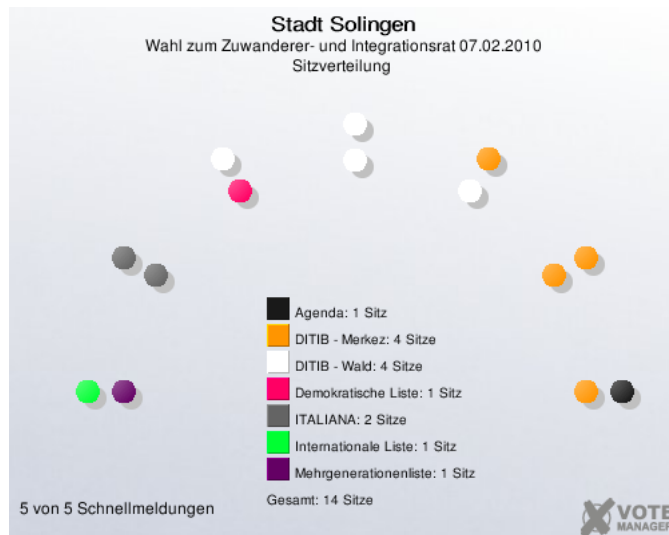 Stadt Solingen
Wahl zum Zuwanderer- und Integrationsrat 07.02.2010
Sitzverteilung
Agenda: 1 Sitz
DITIB - Merkez: 4 Sitze
DITIB - Wald: 4 Sitze
Demokratische Liste: 1 Sitz
ITALIANA: 2 Sitze
Internationale Liste: 1 Sitz
Mehrgenerationenliste: 1 Sitz
Gesamt: 14 Sitze
5 von 5 Schnellmeldungen
VOTE
MANAGER